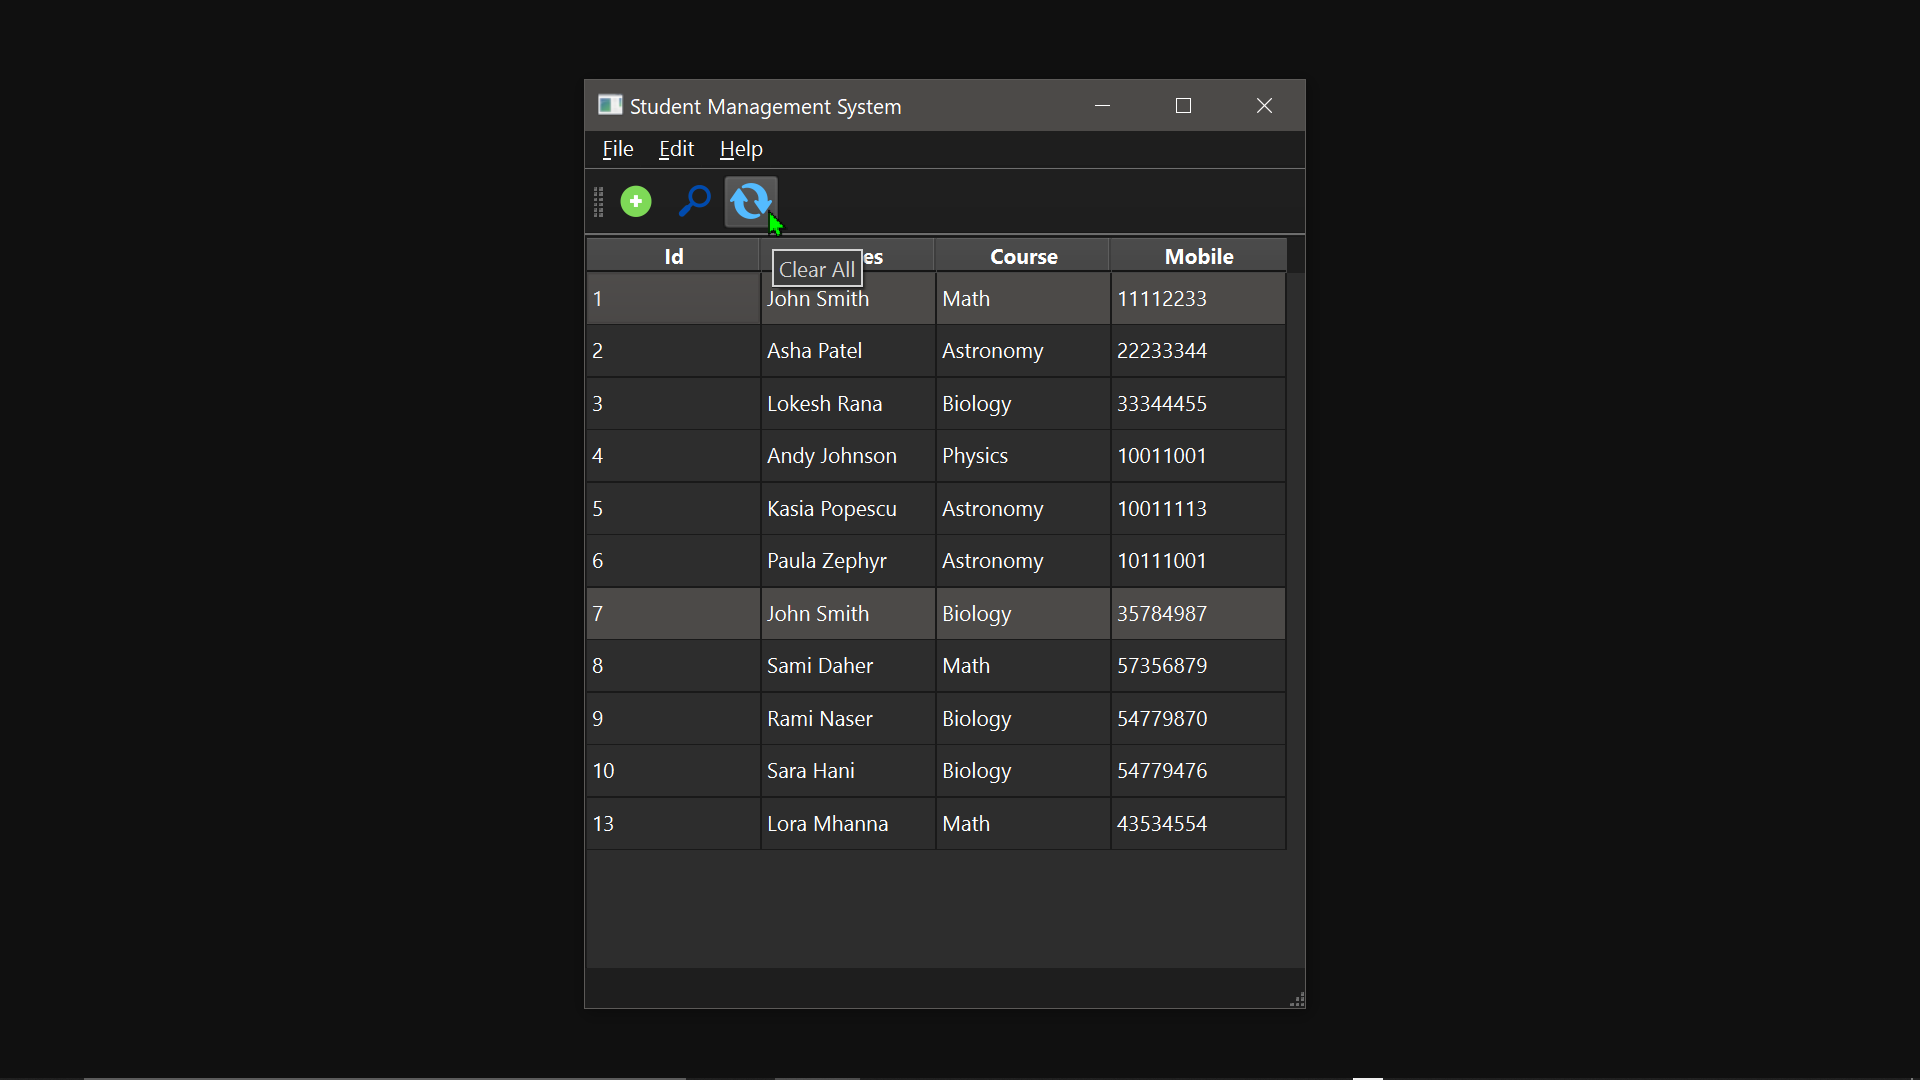 Student Management System
File Edit Help
Id es Course Mobile
Clear All
1 John Smith Math 11112233
2 Asha Patel Astronomy 22233344
3 Lokesh Rana Biology 33344455
4 Andy Johnson Physics 10011001
5 Kasia Popescu Astronomy 10011113
6 Paula Zephyr Astronomy 10111001
7 John Smith Biology 35784987
8 Sami Daher Math 57356879
9 Rami Naser Biology 54779870
10 Sara Hani Biology 54779476
13 Lora Mhanna Math 43534554